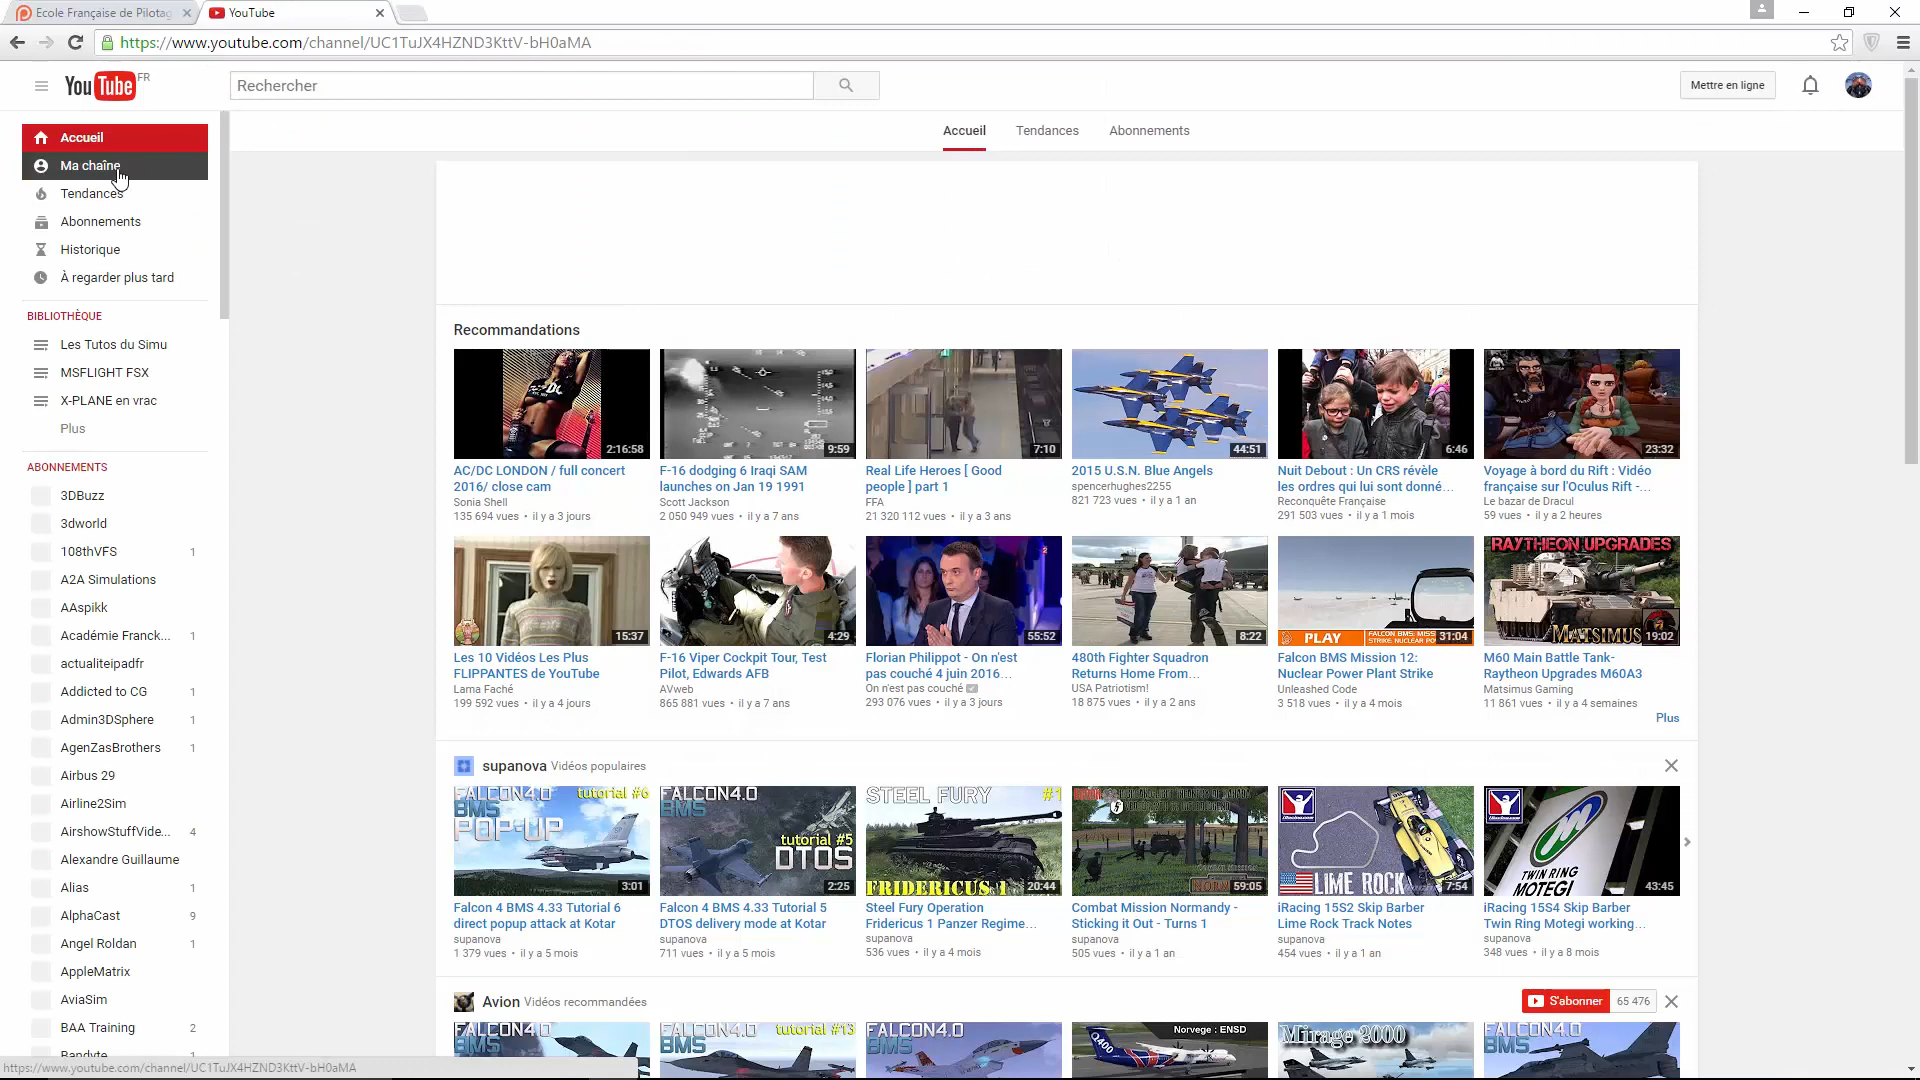 Ecole Française de Pilotag
YouTube
https://www.youtube.com/channel/UC1TuJX4HZND3KttV-bH0aMA
YouTube FR
Rechercher
Mettre en ligne
Accueil
Tendances
Abonnements
Accueil
Ma chaîne
Tendances
Abonnements
Historique
À regarder plus tard
BIBLIOTHÈQUE
Les Tutos du Simu
MSFLIGHT FSX
X-PLANE en vrac
Plus
ABONNEMENTS
3DBuzz
3dworld
108thVFS 1
A2A Simulations
AAspikk
Académie Franck... 1
actualiteipadfr
Addicted to CG 1
Admin3DSphere 1
AgenZasBrothers 1
Airbus 29
Airline2Sim
AirshowStuffVide... 4
Alexandre Guillaume
Alias 1
AlphaCast 9
Angel Roldan 1
AppleMatrix
AviaSim
BAA Training 2
Bandyte 1
Recommandations
2:16:58
9:59
7:10
44:51
6:46
23:32
AC/DC LONDON / full concert
2016/ close cam
Sonia Shell
135 694 vues • il y a 3 jours
F-16 dodging 6 Iraqi SAM
launches on Jan 19 1991
Scott Jackson
2 050 949 vues • il y a 7 ans
Real Life Heroes [ Good
people ] part 1
FFA
21 320 112 vues • il y a 3 ans
2015 U.S.N. Blue Angels
spencerhughes2255
821 723 vues • il y a 1 an
Nuit Debout : Un CRS révèle
les ordres qui lui sont donné...
Reconquête Française
291 503 vues • il y a 1 mois
Voyage à bord du Rift : Vidéo
française sur l'Oculus Rift -...
Le bazar de Dracul
59 vues • il y a 2 heures
15:37
4:29
55:52
8:22
PLAY
FALCON BMS: MISS
STRIKE: NUCLEAR POW
31:04
RAYTHEON UPGRADES
MATSIMUS
19:02
Les 10 Vidéos Les Plus
FLIPPANTES de YouTube
Lama Faché
199 592 vues • il y a 4 jours
F-16 Viper Cockpit Tour, Test
Pilot, Edwards AFB
AVweb
865 881 vues • il y a 7 ans
Florian Philippot - On n'est
pas couché 4 juin 2016...
On n'est pas couché
293 076 vues • il y a 3 jours
480th Fighter Squadron
Returns Home From...
USA Patriotism!
18 875 vues • il y a 2 ans
Falcon BMS Mission 12:
Nuclear Power Plant Strike
Unleashed Code
3 518 vues • il y a 4 mois
M60 Main Battle Tank-
Raytheon Upgrades M60A3
Matsimus Gaming
11 861 vues • il y a 4 semaines
Plus
supanova Vidéos populaires
FALCON4.0 tutorial #6
BMS
POP-UP
3:01
FALCON4.0
BMS
tutorial #5
DTOS
2:25
STEEL FURY #1
FRIDERICUS 1
20:44
59:05
iRacing
LIME ROCK
7:54
iRacing
TWIN RING
MOTEGI
43:45
Falcon 4 BMS 4.33 Tutorial 6
direct popup attack at Kotar
supanova
1 379 vues • il y a 5 mois
Falcon 4 BMS 4.33 Tutorial 5
DTOS delivery mode at Kotar
supanova
711 vues • il y a 5 mois
Steel Fury Operation
Fridericus 1 Panzer Regime...
supanova
536 vues • il y a 4 mois
Combat Mission Normandy -
Sticking it Out - Turns 1
supanova
505 vues • il y a 1 an
iRacing 15S2 Skip Barber
Lime Rock Track Notes
supanova
454 vues • il y a 1 an
iRacing 15S4 Skip Barber
Twin Ring Motegi working...
supanova
348 vues • il y a 8 mois
Avion Vidéos recommandées
S'abonner 65 476
FALCON4.0
BMS
FALCON4.0 tutorial #13
BMS
FALCON4.0
BMS
Norvege : ENSD
Q400
Mirage 2000
FALCON4.0
BMS
https://www.youtube.com/channel/UC1TuJX4HZND3KttV-bH0aMA